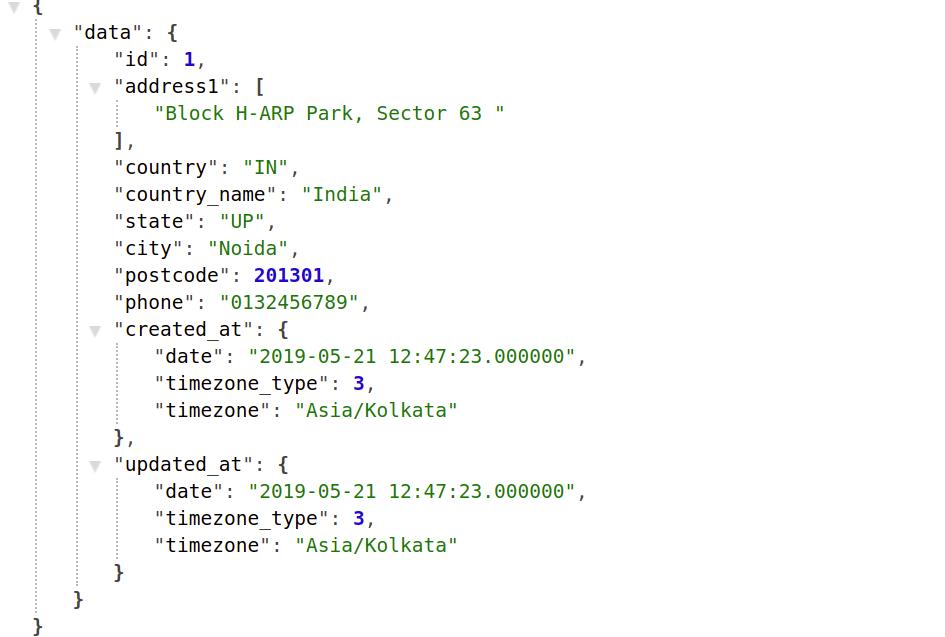 {
"data": {
"id": 1,
"address1": [
"Block H-ARP Park, Sector 63 "
],
"country": "IN",
"country_name": "India",
"state": "UP",
"city": "Noida",
"postcode": 201301,
"phone": "0132456789",
"created_at": {
"date": "2019-05-21 12:47:23.000000",
"timezone_type": 3,
"timezone": "Asia/Kolkata"
},
"updated_at": {
"date": "2019-05-21 12:47:23.000000",
"timezone_type": 3,
"timezone": "Asia/Kolkata"
}
}
}